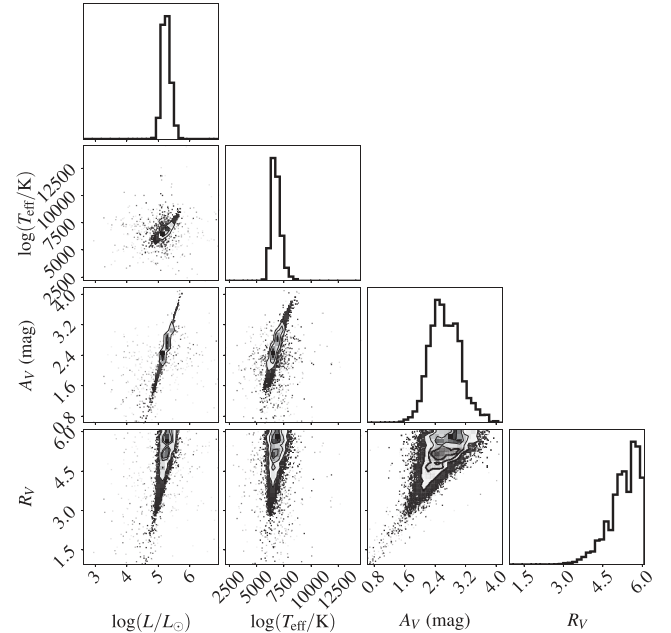 12500
10000
7500
5000
2500
log(T_eff/K)
4.0
3.2
2.4
1.6
0.8
A_V (mag)
6.0
4.5
3.0
1.5
R_V
3 4 5 6
2500 5000 7500 10000 12500
0.8 1.6 2.4 3.2 4.0
1.5 3.0 4.5 6.0
log(L/L_☉) log(T_eff/K) A_V (mag) R_V